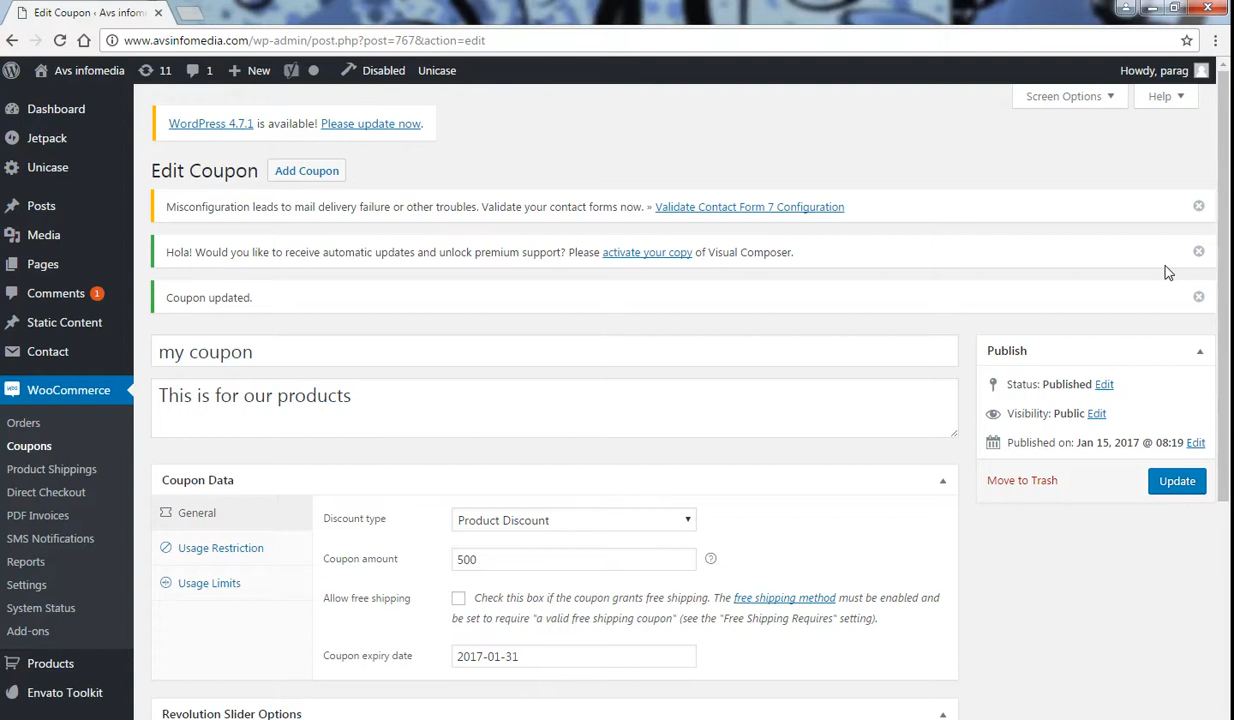 Edit Coupon ‹ Avs infom
www.avsinfomedia.com/wp-admin/post.php?post=767&action=edit
Avs infomedia 11 1 New Disabled Unicase Howdy, parag
Screen Options Help
Dashboard
Jetpack
Unicase
Posts
Media
Pages
Comments 1
Static Content
Contact
WooCommerce
Orders
Coupons
Product Shippings
Direct Checkout
PDF Invoices
SMS Notifications
Reports
Settings
System Status
Add-ons
Products
Envato Toolkit
WordPress 4.7.1 is available! Please update now.
Edit Coupon Add Coupon
Misconfiguration leads to mail delivery failure or other troubles. Validate your contact forms now. » Validate Contact Form 7 Configuration
Hola! Would you like to receive automatic updates and unlock premium support? Please activate your copy of Visual Composer.
Coupon updated.
my coupon
This is for our products
Coupon Data
General
Usage Restriction
Usage Limits
Discount type Product Discount
Coupon amount 500
Allow free shipping Check this box if the coupon grants free shipping. The free shipping method must be enabled and
be set to require "a valid free shipping coupon" (see the "Free Shipping Requires" setting).
Coupon expiry date 2017-01-31
Revolution Slider Options
Publish
Status: Published Edit
Visibility: Public Edit
Published on: Jan 15, 2017 @ 08:19 Edit
Move to Trash Update